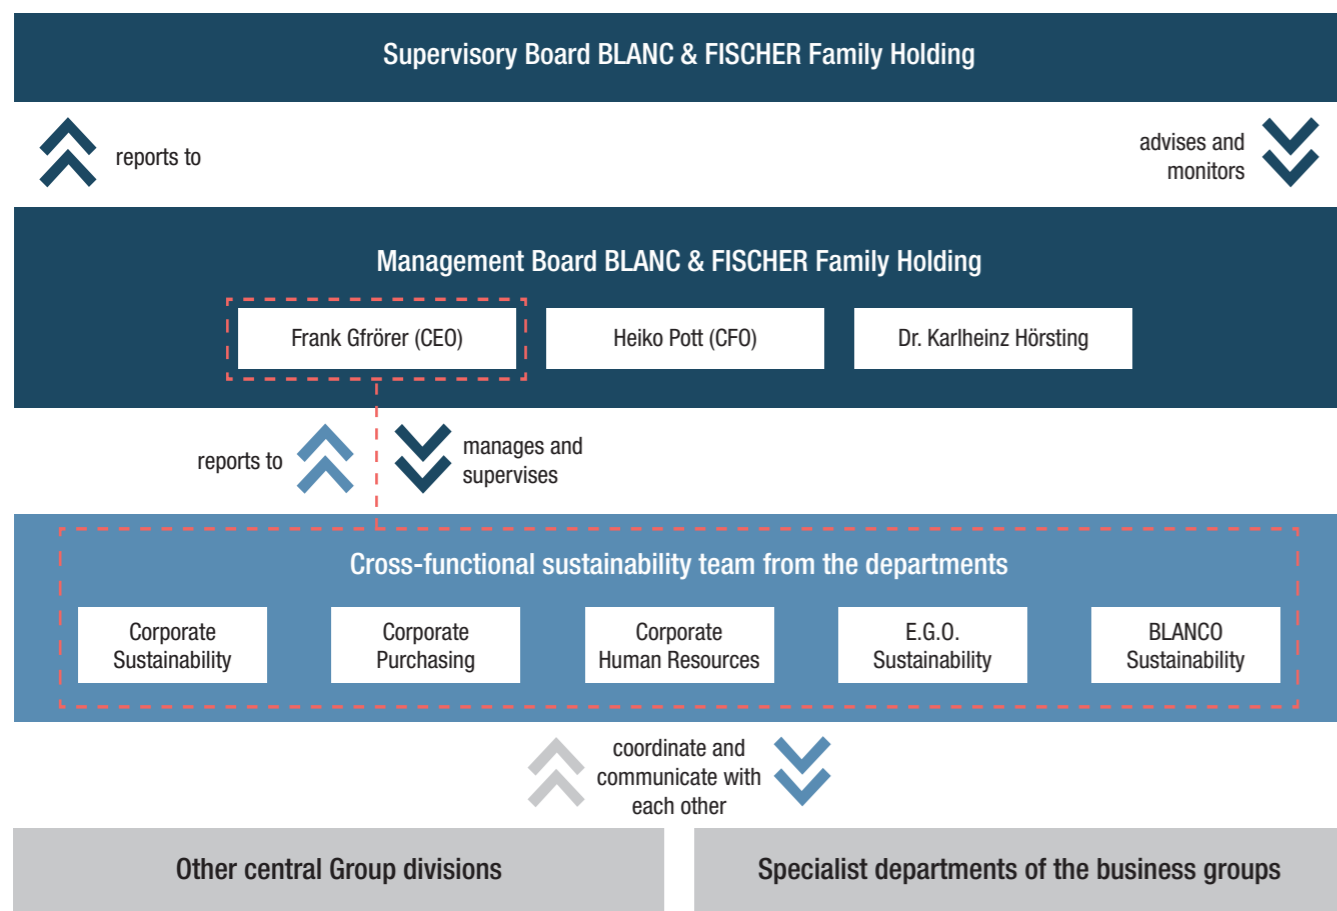 Supervisory Board BLANC & FISCHER Family Holding
reports to
advises and
monitors
Management Board BLANC & FISCHER Family Holding
Frank Gfrörer (CEO)
Heiko Pott (CFO)
Dr. Karlheinz Hörsting
reports to
manages and
supervises
Cross-functional sustainability team from the departments
Corporate
Sustainability
Corporate
Purchasing
Corporate
Human Resources
E.G.O.
Sustainability
BLANCO
Sustainability
coordinate and
communicate with
each other
Other central Group divisions
Specialist departments of the business groups